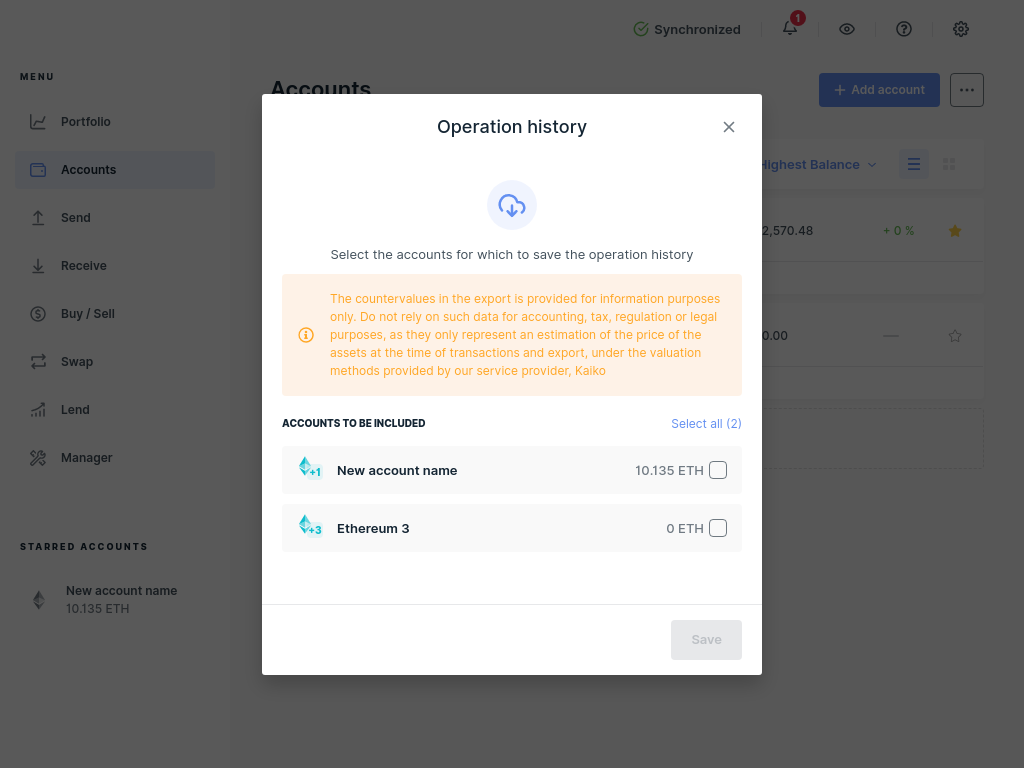 Synchronized
1
MENU
Portfolio
Accounts
Send
Receive
Buy / Sell
Swap
Lend
Manager
STARRED ACCOUNTS
New account name
10.135 ETH
Accounts
Add account
Highest Balance
2,570.48
+ 0 %
0.00
—
Operation history
Select the accounts for which to save the operation history
The countervalues in the export is provided for information purposes
only. Do not rely on such data for accounting, tax, regulation or legal
purposes, as they only represent an estimation of the price of the
assets at the time of transactions and export, under the valuation
methods provided by our service provider, Kaiko
ACCOUNTS TO BE INCLUDED
Select all (2)
+1
New account name
10.135 ETH
+3
Ethereum 3
0 ETH
Save